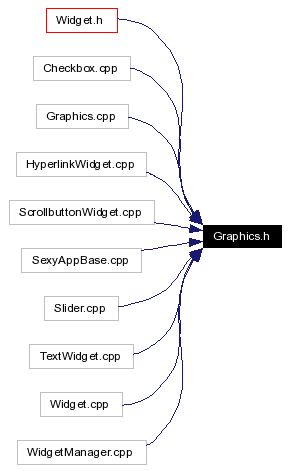 Widget.h
Checkbox.cpp
Graphics.cpp
HyperlinkWidget.cpp
ScrollbuttonWidget.cpp
Graphics.h
SexyAppBase.cpp
Slider.cpp
TextWidget.cpp
Widget.cpp
WidgetManager.cpp